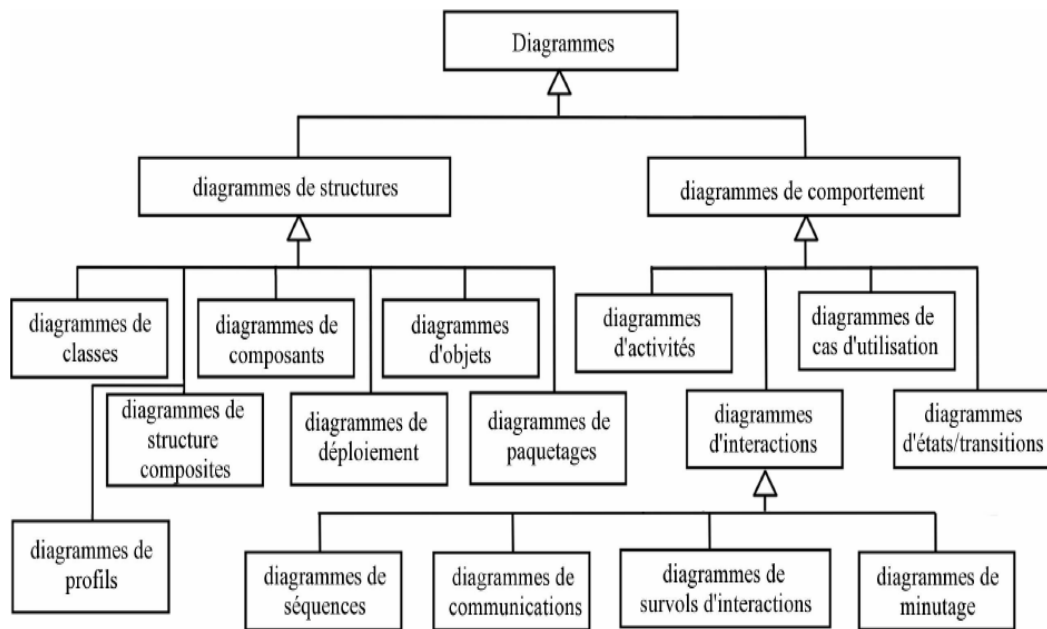 Diagrammes
diagrammes de structures
diagrammes de comportement
diagrammes de
classes
diagrammes de
composants
diagrammes
d'objets
diagrammes
d'activités
diagrammes de
cas d'utilisation
diagrammes de
structure
composites
diagrammes de
déploiement
diagrammes de
paquetages
diagrammes
d'interactions
diagrammes
d'états/transitions
diagrammes de
profils
diagrammes de
séquences
diagrammes de
communications
diagrammes de
survols d'interactions
diagrammes de
minutage